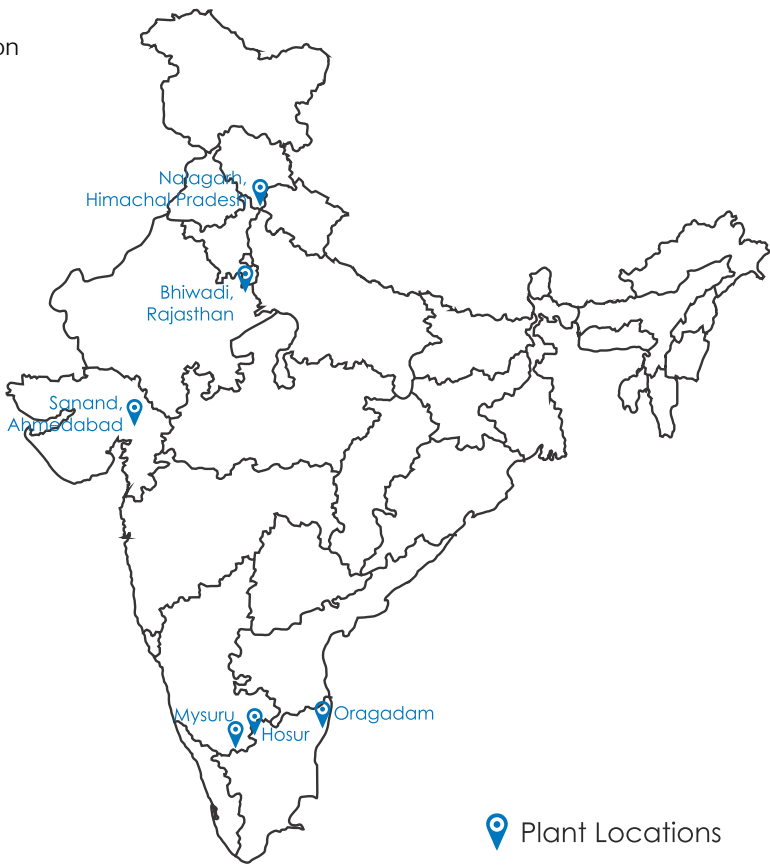 on
Nalagarh,
Himachal Pradesh
Bhiwadi,
Rajasthan
Sanand,
Ahmedabad
Mysuru
Hosur
Oragadam
Plant Locations